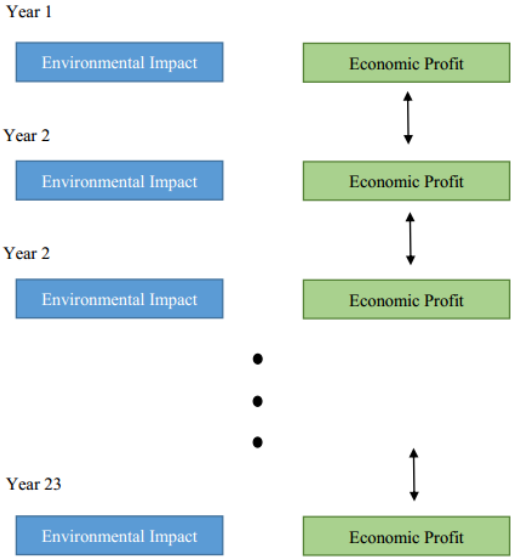 Year 1
Environmental Impact Economic Profit
Year 2
Environmental Impact Economic Profit
Year 2
Environmental Impact Economic Profit
Year 23
Environmental Impact Economic Profit